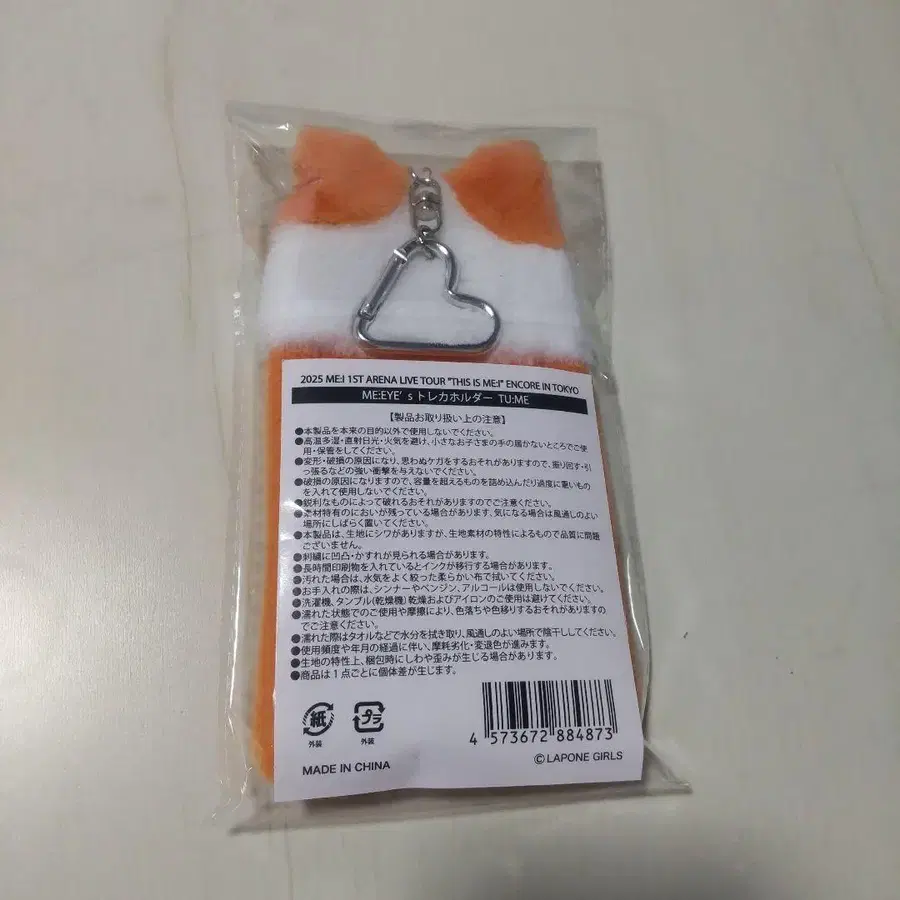 2025 ME:I 1ST ARENA LIVE TOUR "THIS IS ME:I" ENCORE IN TOKYO
ME:EYE's トレカホルダー TU:ME
【製品お取り扱い上の注意】
●本製品を本来の目的以外で使用しないでください。
●高温多湿・直射日光・火気を避け、小さなお子さまの手の届かないところでご使
用・保管をしてください。
●変形・破損の原因になり、思わぬケガをするおそれがありますので、振り回す・引
っ張るなどの強い衝撃を与えないでください。
●破損の原因になりますので、容量を超えるものを詰め込んだり過度に重いもの
を入れて使用しないでください。
●鋭利なものによって破れるおそれがありますのでご注意ください。
●素材特有のにおいが残っている場合があります。気になる場合は風通しのよい
場所にしばらく置いてください。
●本製品は、生地にシワがありますが、生地素材の特性によるもので品質に問題
ございません。
●刺繍に凹凸・かすれが見られる場合があります。
●長時間印刷物を入れているとインクが移行する場合があります。
●汚れた場合は、水気をよく絞った柔らかい布で拭いてください。
●お手入れの際は、シンナーやベンジン、アルコールは使用しないでください。
●洗濯機、タンブル(乾燥機)乾燥およびアイロンのご使用は避けてください。
●濡れた状態でのご使用や摩擦により、色落ちや色移りするおそれがありますの
でご注意ください。
●濡れた際はタオルなどで水分を拭き取り、風通しのよい場所で陰干ししてください。
●使用頻度や年月の経過に伴い、摩耗劣化・変退色が進みます。
●生地の特性上、梱包時にしわや歪みが生じる場合があります。
●商品は1点ごとに個体差が生じます。
紙
外装
プラ
外装
4 573672 884873
MADE IN CHINA
©LAPONE GIRLS